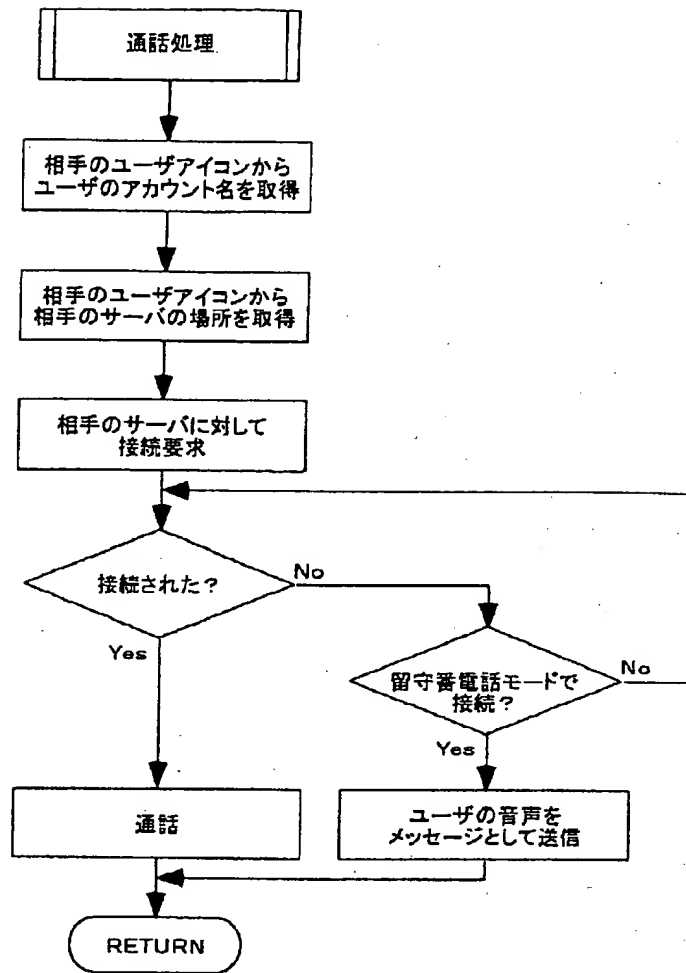 通話処理
相手のユーザアイコンから
ユーザのアカウント名を取得
相手のユーザアイコンから
相手のサーバの場所を取得
相手のサーバに対して
接続要求
接続された？
No
Yes
留守番電話モードで
接続？
No
Yes
通話
ユーザの音声を
メッセージとして送信
RETURN